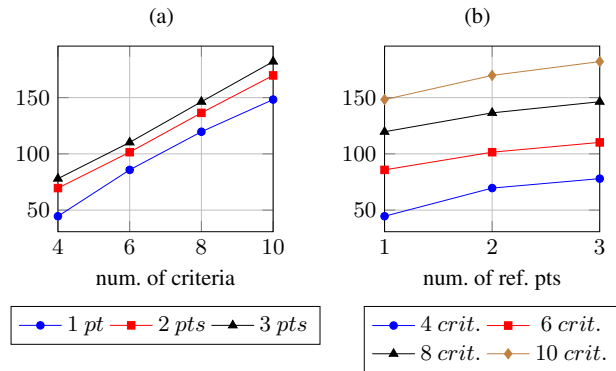 (a)
150
100
50
4 6 8 10
num. of criteria
1 pt 2 pts 3 pts
(b)
150
100
50
1 2 3
num. of ref. pts
4 crit. 6 crit.
8 crit. 10 crit.